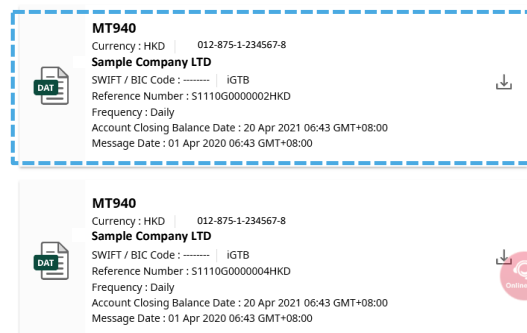 MT940
Currency : HKD 012-875-1-234567-8
Sample Company LTD
SWIFT / BIC Code : -------- iGTB
DAT
Reference Number : S1110G0000002HKD
Frequency : Daily
Account Closing Balance Date : 20 Apr 2021 06:43 GMT+08:00
Message Date : 01 Apr 2020 06:43 GMT+08:00
MT940
Currency : HKD 012-875-1-234567-8
Sample Company LTD
SWIFT / BIC Code : -------- iGTB
DAT
Reference Number : S1110G0000004HKD
Online
Frequency : Daily
Account Closing Balance Date : 20 Apr 2021 06:43 GMT+08:00
Message Date : 01 Apr 2020 06:43 GMT+08:00